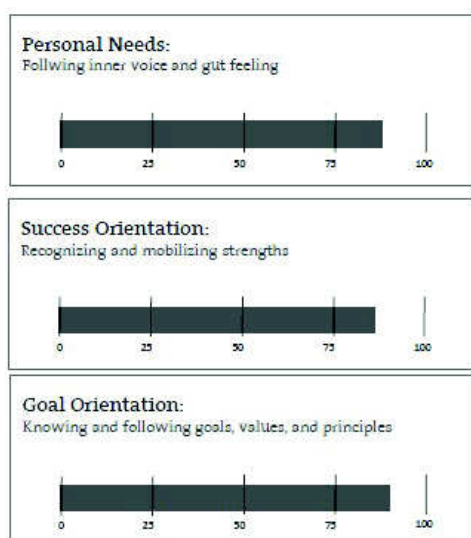 Personal Needs:
Follwing inner voice and gut feeling
0 25 50 75 100
Success Orientation:
Recognizing and mobilizing strengths
0 25 50 75 100
Goal Orientation:
Knowing and following goals, values, and principles
0 25 50 75 100